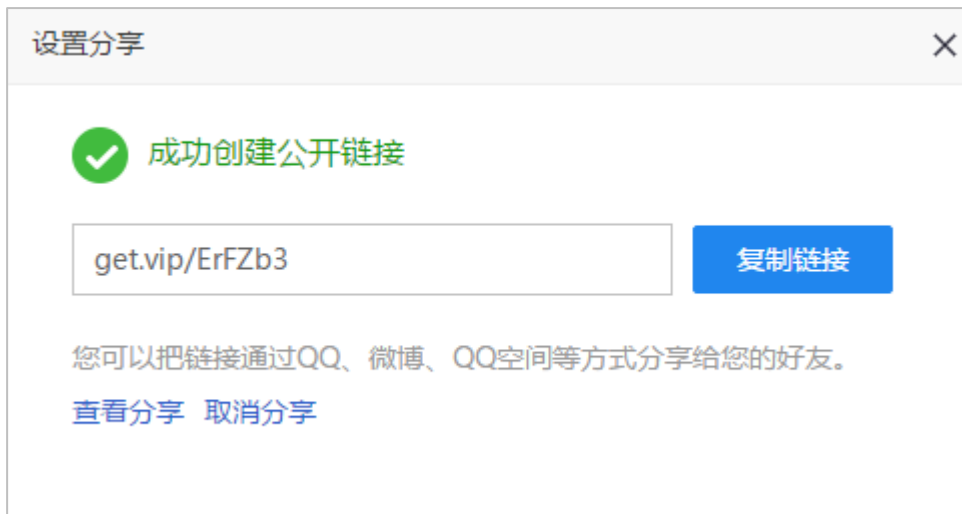 设置分享
成功创建公开链接
get.vip/ErFZb3
复制链接
您可以把链接通过QQ、微博、QQ空间等方式分享给您的好友。
查看分享 取消分享